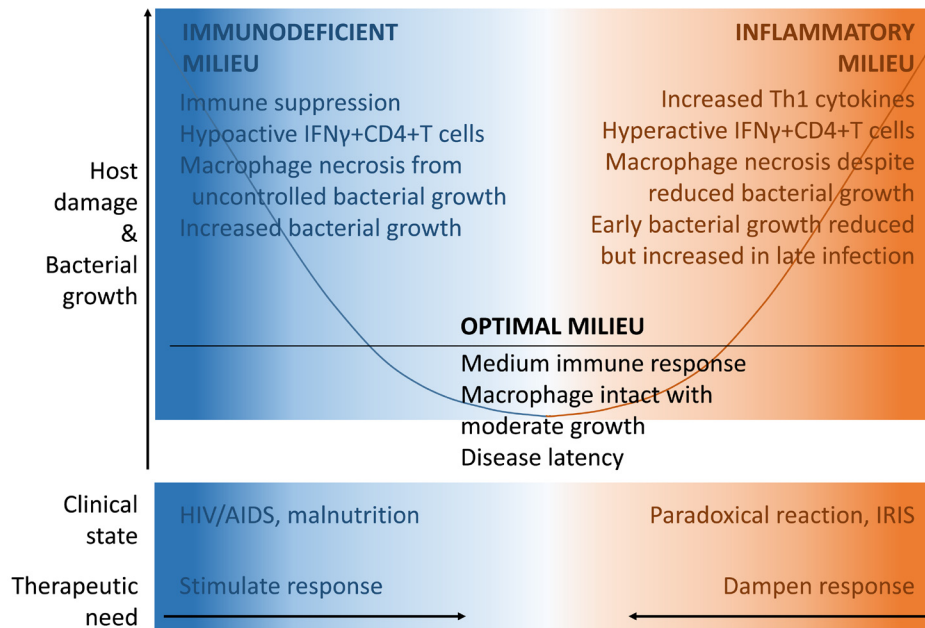 IMMUNODEFICIENT
MILIEU
Immune suppression
Hypoactive IFNγ+CD4+T cells
Macrophage necrosis from
uncontrolled bacterial growth
Increased bacterial growth
INFLAMMATORY
MILIEU
Increased Th1 cytokines
Hyperactive IFNγ+CD4+T cells
Macrophage necrosis despite
reduced bacterial growth
Early bacterial growth reduced
but increased in late infection
Host
damage
&
Bacterial
growth
OPTIMAL MILIEU
Medium immune response
Macrophage intact with
moderate growth
Disease latency
Clinical
state
HIV/AIDS, malnutrition
Paradoxical reaction, IRIS
Therapeutic
need
Stimulate response
Dampen response